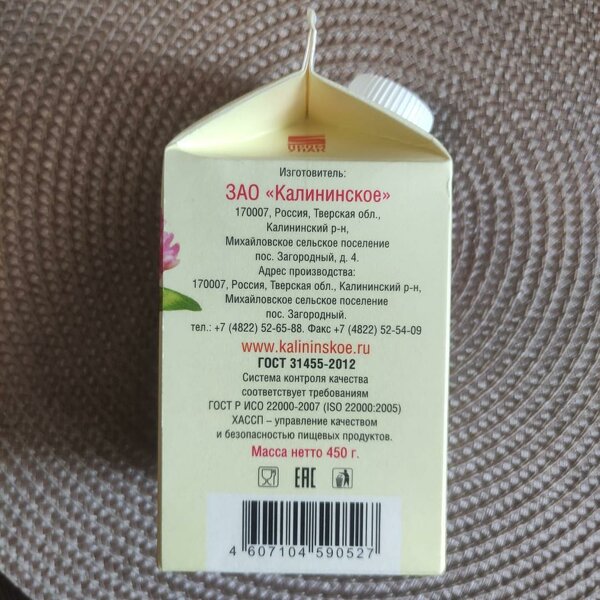 Изготовитель:
ЗАО «Калининское»
170007, Россия, Тверская обл.,
Калининский р-н,
Михайловское сельское поселение
пос. Загородный, д. 4.
Адрес производства:
170007, Россия, Тверская обл., Калининский р-н,
Михайловское сельское поселение
пос. Загородный.
тел.: +7 (4822) 52-65-88. Факс +7 (4822) 52-54-09
www.kalininskoe.ru
ГОСТ 31455-2012
Система контроля качества
соответствует требованиям
ГОСТ Р ИСО 22000-2007 (ISO 22000:2005)
ХАССП – управление качеством
и безопасностью пищевых продуктов.
Масса нетто 450 г.
EAC
4 607104 590527